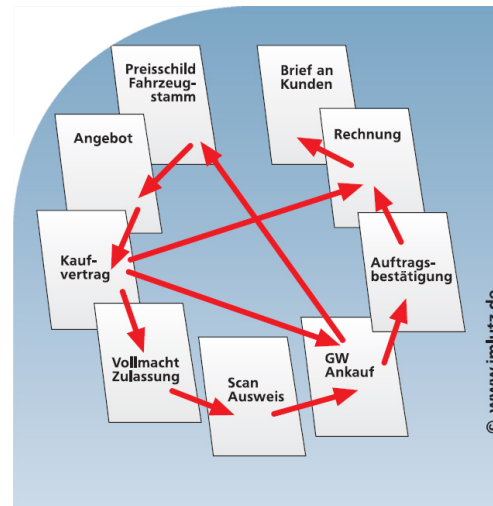 Preisschild
Fahrzeug-
stamm
Brief an
Kunden
Angebot
Rechnung
Kauf-
vertrag
Auftrags-
bestätigung
Vollmacht
Zulassung
Scan
Ausweis
GW
Ankauf